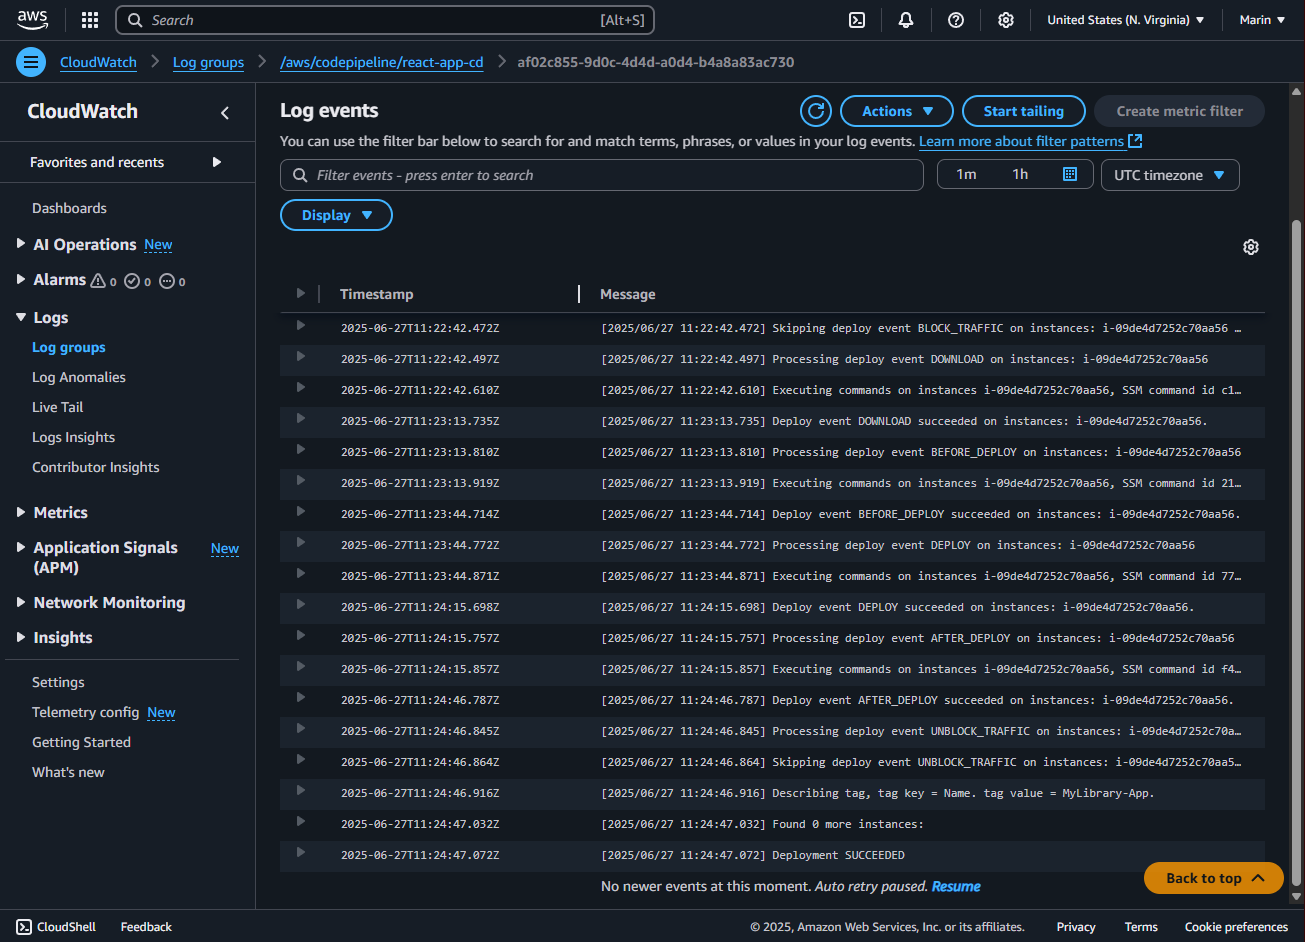 aws
Search [Alt+S]
United States (N. Virginia)
Marin
CloudWatch
Log groups
/aws/codepipeline/react-app-cd
af02c855-9d0c-4d4d-a0d4-b4a8a83ac730
CloudWatch
Favorites and recents
Dashboards
AI Operations New
Alarms 0 0 0
Logs
Log groups
Log Anomalies
Live Tail
Logs Insights
Contributor Insights
Metrics
Application Signals New
(APM)
Network Monitoring
Insights
Settings
Telemetry config New
Getting Started
What's new
Log events
Actions
Start tailing
Create metric filter
You can use the filter bar below to search for and match terms, phrases, or values in your log events. Learn more about filter patterns
Filter events - press enter to search
1m 1h
UTC timezone
Display
Timestamp Message
2025-06-27T11:22:42.472Z [2025/06/27 11:22:42.472] Skipping deploy event BLOCK_TRAFFIC on instances: i-09de4d7252c70aa56 …
2025-06-27T11:22:42.497Z [2025/06/27 11:22:42.497] Processing deploy event DOWNLOAD on instances: i-09de4d7252c70aa56
2025-06-27T11:22:42.610Z [2025/06/27 11:22:42.610] Executing commands on instances i-09de4d7252c70aa56, SSM command id c1…
2025-06-27T11:23:13.735Z [2025/06/27 11:23:13.735] Deploy event DOWNLOAD succeeded on instances: i-09de4d7252c70aa56.
2025-06-27T11:23:13.810Z [2025/06/27 11:23:13.810] Processing deploy event BEFORE_DEPLOY on instances: i-09de4d7252c70aa56
2025-06-27T11:23:13.919Z [2025/06/27 11:23:13.919] Executing commands on instances i-09de4d7252c70aa56, SSM command id 21…
2025-06-27T11:23:44.714Z [2025/06/27 11:23:44.714] Deploy event BEFORE_DEPLOY succeeded on instances: i-09de4d7252c70aa56.
2025-06-27T11:23:44.772Z [2025/06/27 11:23:44.772] Processing deploy event DEPLOY on instances: i-09de4d7252c70aa56
2025-06-27T11:23:44.871Z [2025/06/27 11:23:44.871] Executing commands on instances i-09de4d7252c70aa56, SSM command id 77…
2025-06-27T11:24:15.698Z [2025/06/27 11:24:15.698] Deploy event DEPLOY succeeded on instances: i-09de4d7252c70aa56.
2025-06-27T11:24:15.757Z [2025/06/27 11:24:15.757] Processing deploy event AFTER_DEPLOY on instances: i-09de4d7252c70aa56
2025-06-27T11:24:15.857Z [2025/06/27 11:24:15.857] Executing commands on instances i-09de4d7252c70aa56, SSM command id f4…
2025-06-27T11:24:46.787Z [2025/06/27 11:24:46.787] Deploy event AFTER_DEPLOY succeeded on instances: i-09de4d7252c70aa56.
2025-06-27T11:24:46.845Z [2025/06/27 11:24:46.845] Processing deploy event UNBLOCK_TRAFFIC on instances: i-09de4d7252c70a…
2025-06-27T11:24:46.864Z [2025/06/27 11:24:46.864] Skipping deploy event UNBLOCK_TRAFFIC on instances: i-09de4d7252c70aa5…
2025-06-27T11:24:46.916Z [2025/06/27 11:24:46.916] Describing tag, tag key = Name. tag value = MyLibrary-App.
2025-06-27T11:24:47.032Z [2025/06/27 11:24:47.032] Found 0 more instances:
2025-06-27T11:24:47.072Z [2025/06/27 11:24:47.072] Deployment SUCCEEDED
No newer events at this moment. Auto retry paused. Resume
Back to top
CloudShell
Feedback
© 2025, Amazon Web Services, Inc. or its affiliates.
Privacy
Terms
Cookie preferences